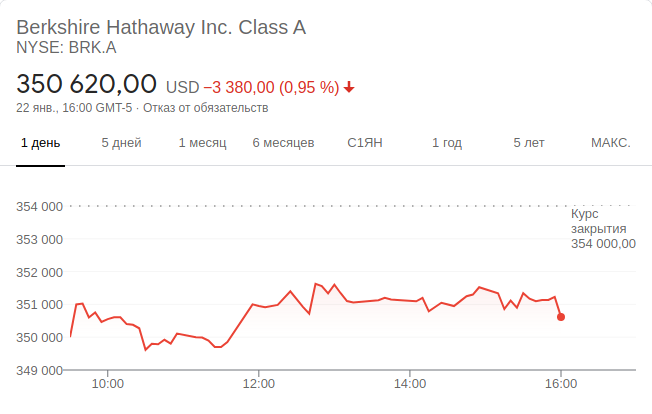 Berkshire Hathaway Inc. Class A
NYSE: BRK.A
350 620,00 USD −3 380,00 (0,95 %)
22 янв., 16:00 GMT-5 · Отказ от обязательств
1 день 5 дней 1 месяц 6 месяцев С1ЯН 1 год 5 лет МАКС.
354 000
Курс
закрытия
354 000,00
353 000
352 000
351 000
350 000
349 000
10:00 12:00 14:00 16:00